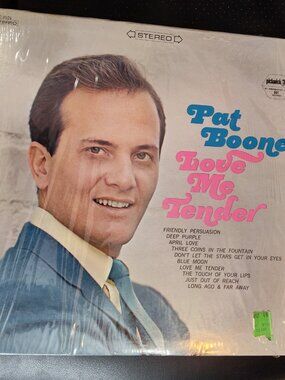 STEREO
pickwick/33
Pat
Boone
Love
Me
Tender
FRIENDLY PERSUASION
DEEP PURPLE
APRIL LOVE
THREE COINS IN THE FOUNTAIN
DON'T LET THE STARS GET IN YOUR EYES
BLUE MOON
LOVE ME TENDER
THE TOUCH OF YOUR LIPS
JUST OUT OF REACH
LONG AGO & FAR AWAY